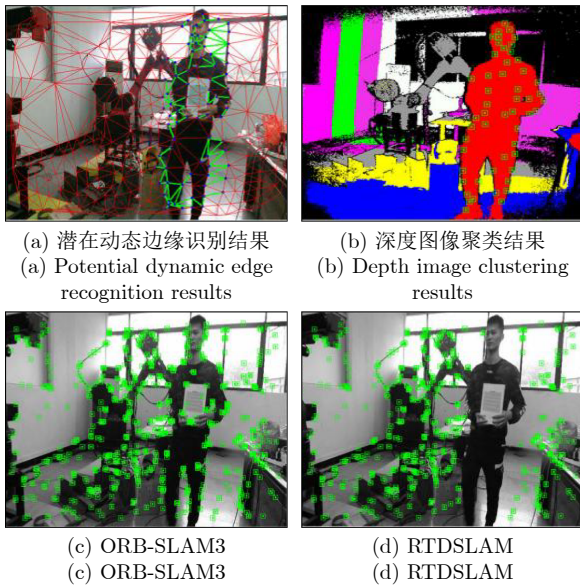 (a) 潜在动态边缘识别结果
(a) Potential dynamic edge
recognition results
(b) 深度图像聚类结果
(b) Depth image clustering
results
(c) ORB-SLAM3
(c) ORB-SLAM3
(d) RTDSLAM
(d) RTDSLAM